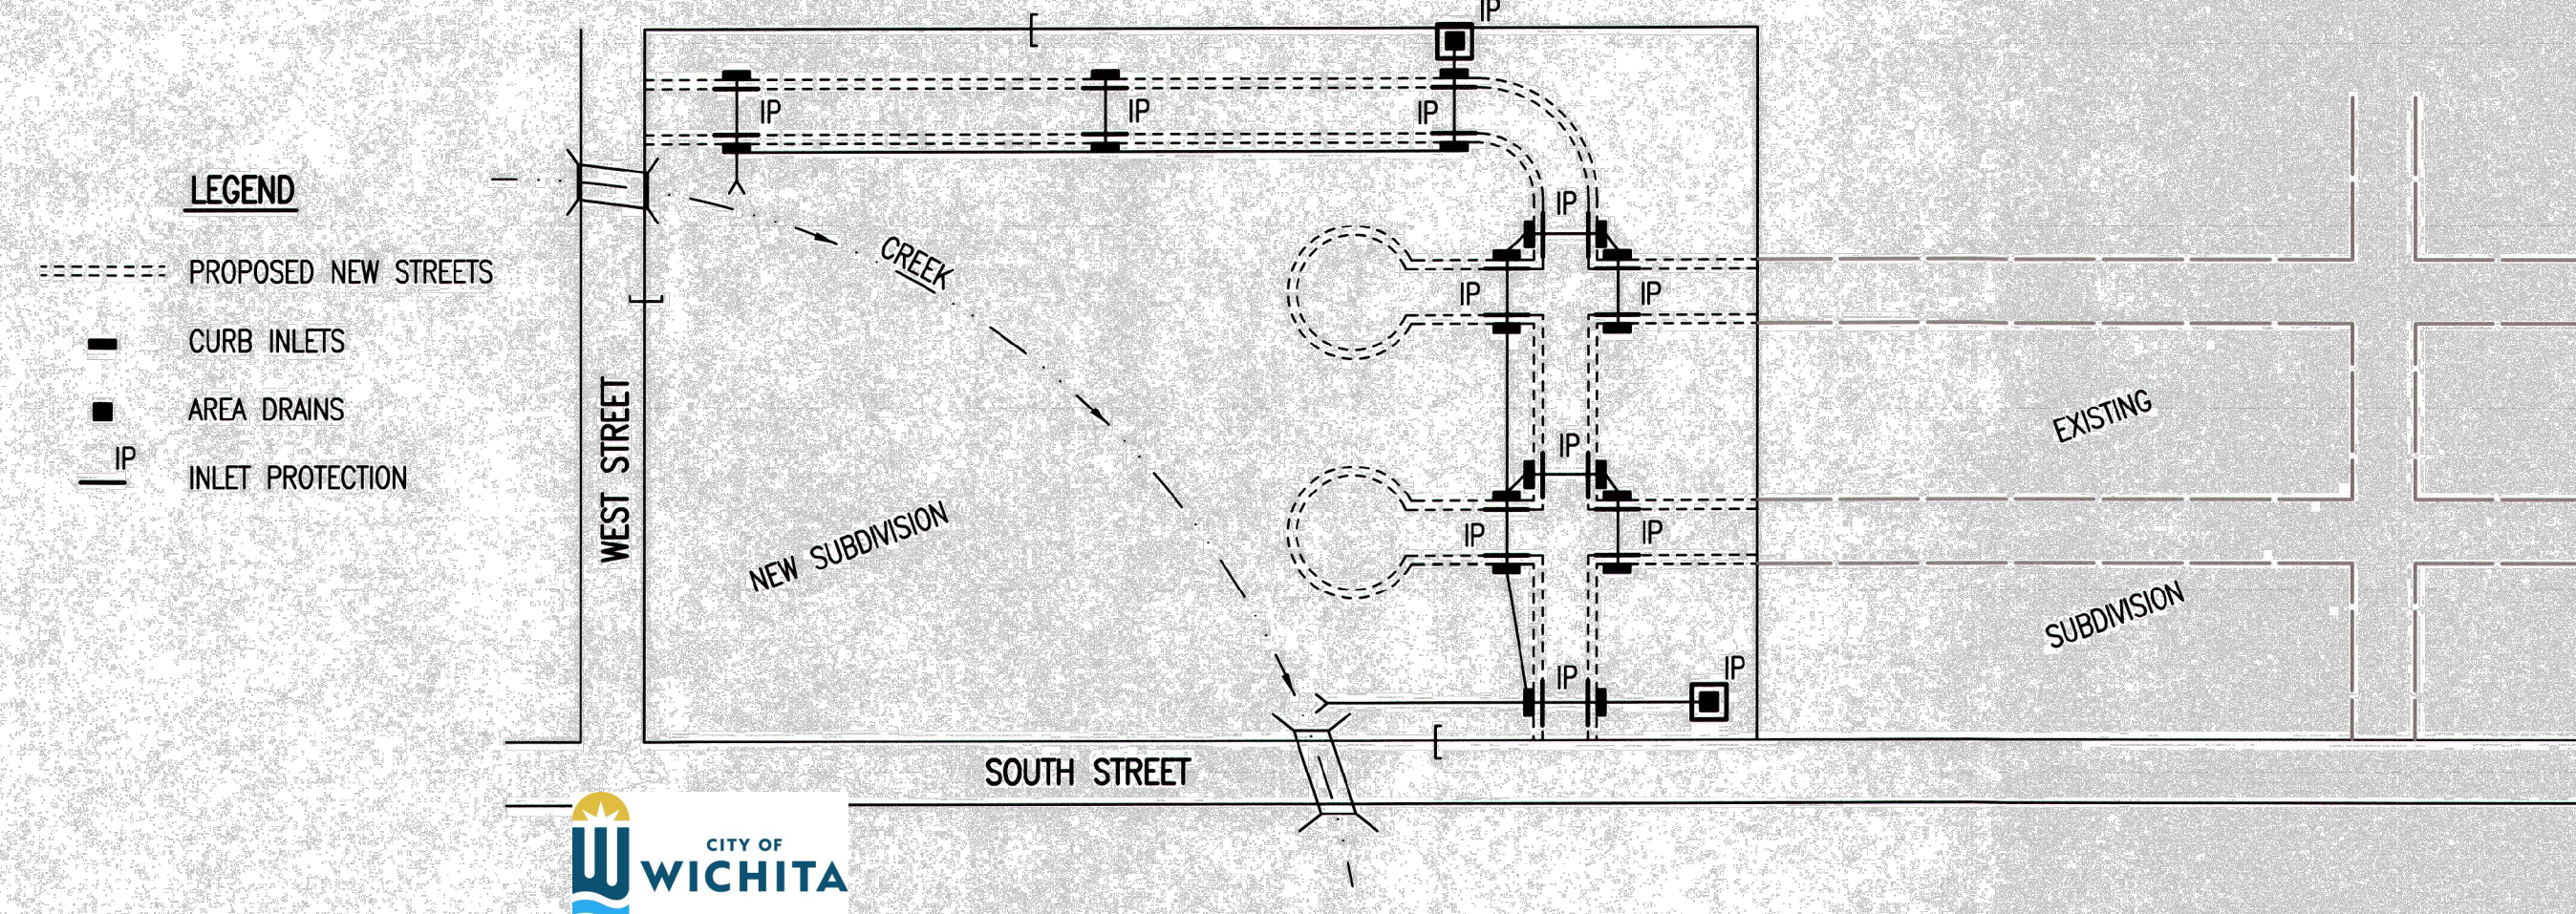 IP
IP
IP
IP
LEGEND
PROPOSED NEW STREETS
CURB INLETS
AREA DRAINS
IP
INLET PROTECTION
CREEK
IP
IP
IP
WEST STREET
NEW SUBDIVISION
IP
IP
IP
EXISTING
SUBDIVISION
IP
IP
SOUTH STREET
CITY OF
WICHITA